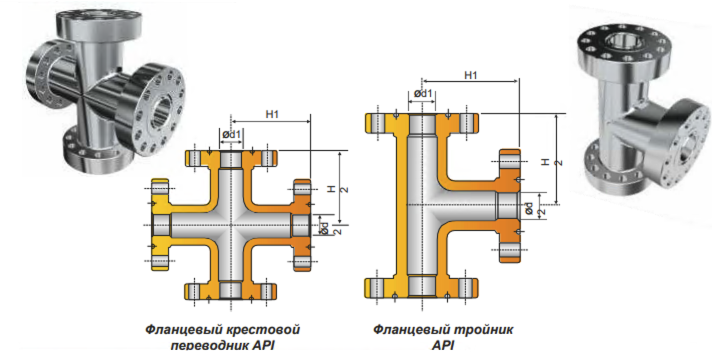 H1
Ød1
H
2
Ød
2
H1
Ød1
H
2
Ød
2
Фланцевый крестовой
переводник API
Фланцевый тройник
API